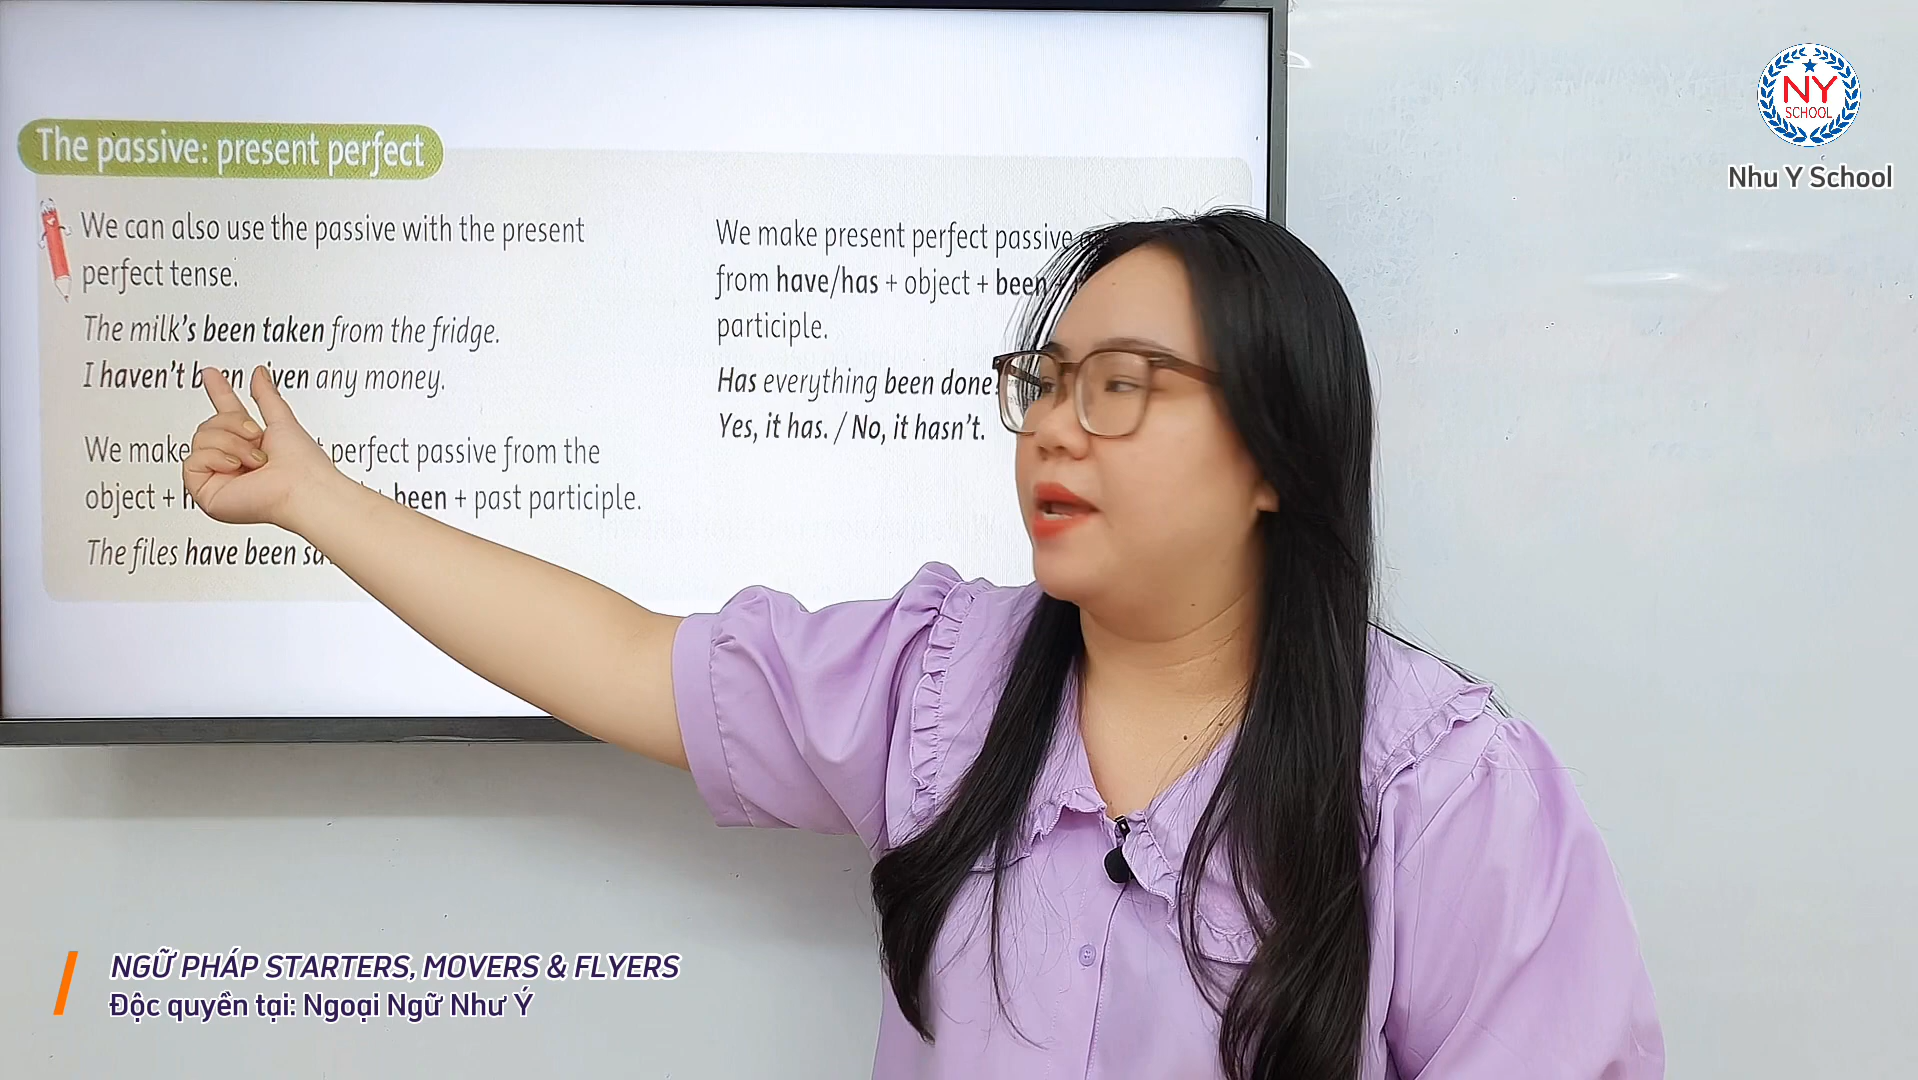 The passive: present perfect
We can also use the passive with the present
perfect tense.
The milk's been taken from the fridge.
I haven't been given any money.
We make perfect passive from the
object + been + past participle.
The files have been
We make present perfect passive
from have/has + object + been
participle.
Has everything been done?
Yes, it has. / No, it hasn't.
NY
SCHOOL
Nhu Y School
NGỮ PHÁP STARTERS, MOVERS & FLYERS
Độc quyền tại: Ngoại Ngữ Như Ý